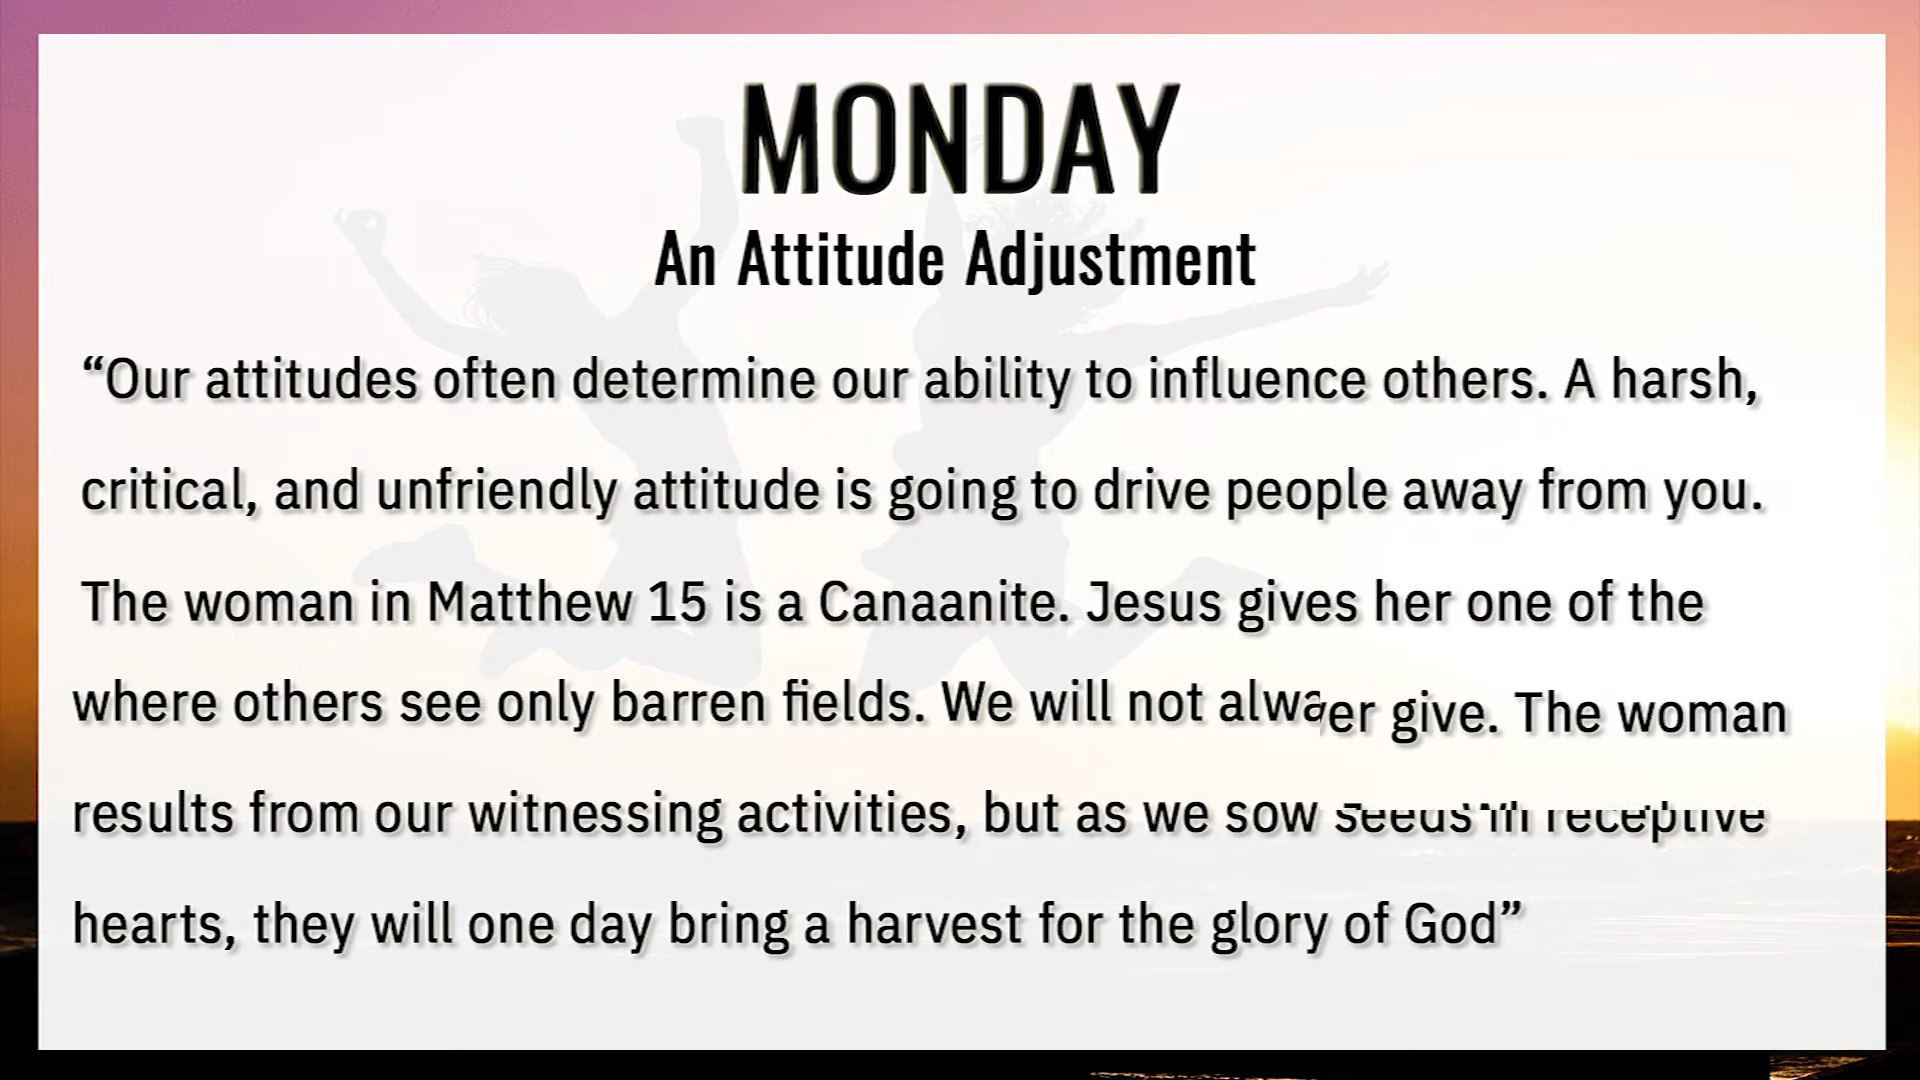 MONDAY
An Attitude Adjustment
“Our attitudes often determine our ability to influence others. A harsh,
critical, and unfriendly attitude is going to drive people away from you.
The woman in Matthew 15 is a Canaanite. Jesus gives her one of the
where others see only barren fields. We will not give. The woman
results from our witnessing activities, but as we sow seeds in receptive
hearts, they will one day bring a harvest for the glory of God”